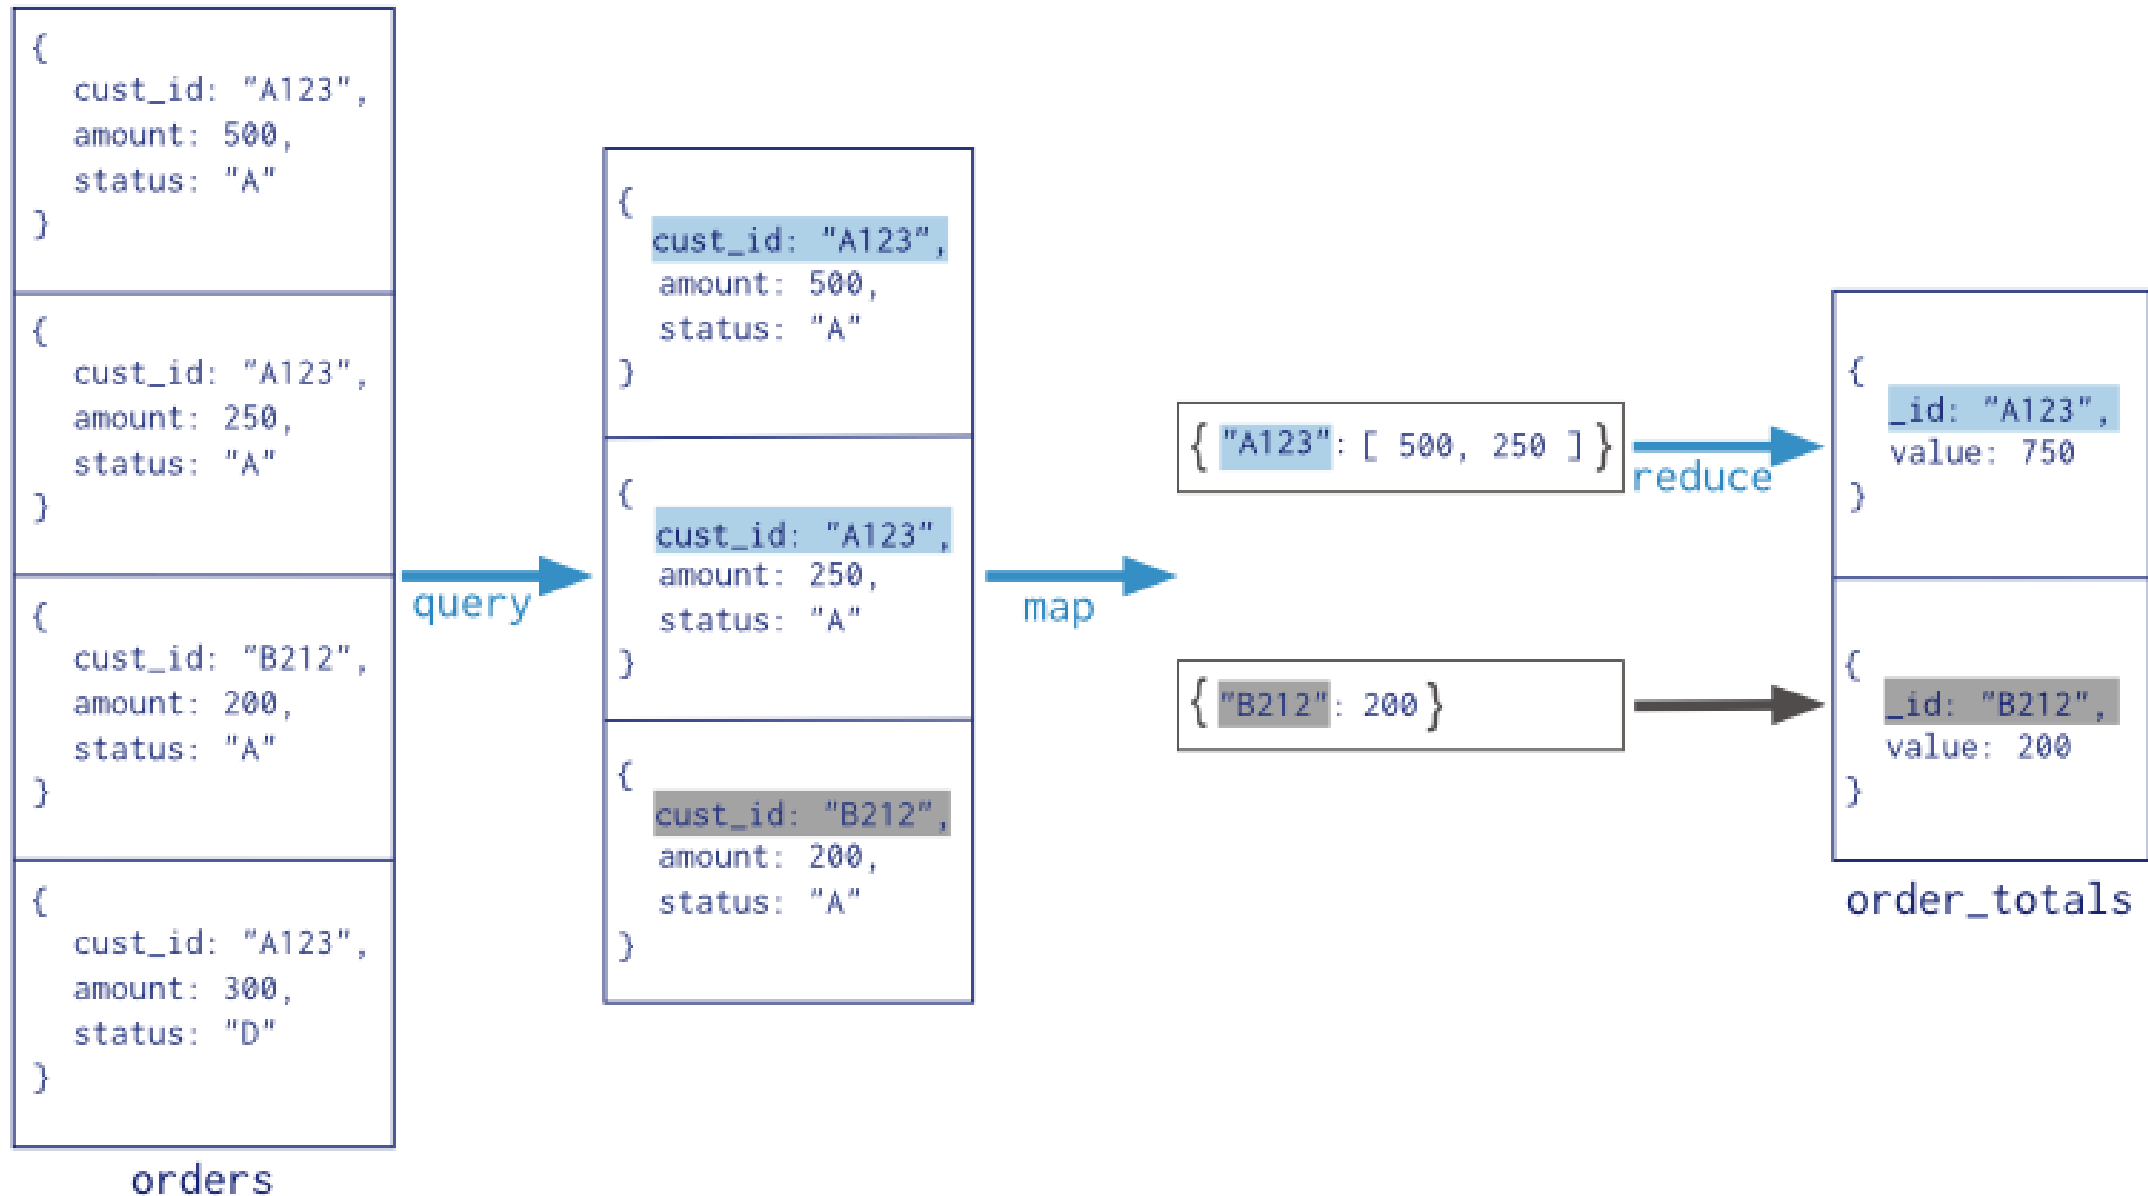 {
cust_id: "A123",
amount: 500,
status: "A"
}
{
cust_id: "A123",
amount: 250,
status: "A"
}
{
cust_id: "B212",
amount: 200,
status: "A"
}
{
cust_id: "A123",
amount: 300,
status: "D"
}
orders
query
{
cust_id: "A123",
amount: 500,
status: "A"
}
{
cust_id: "A123",
amount: 250,
status: "A"
}
{
cust_id: "B212",
amount: 200,
status: "A"
}
map
{ "A123": [ 500, 250 ] }
reduce
{ "B212": 200 }
{
_id: "A123",
value: 750
}
{
_id: "B212",
value: 200
}
order_totals